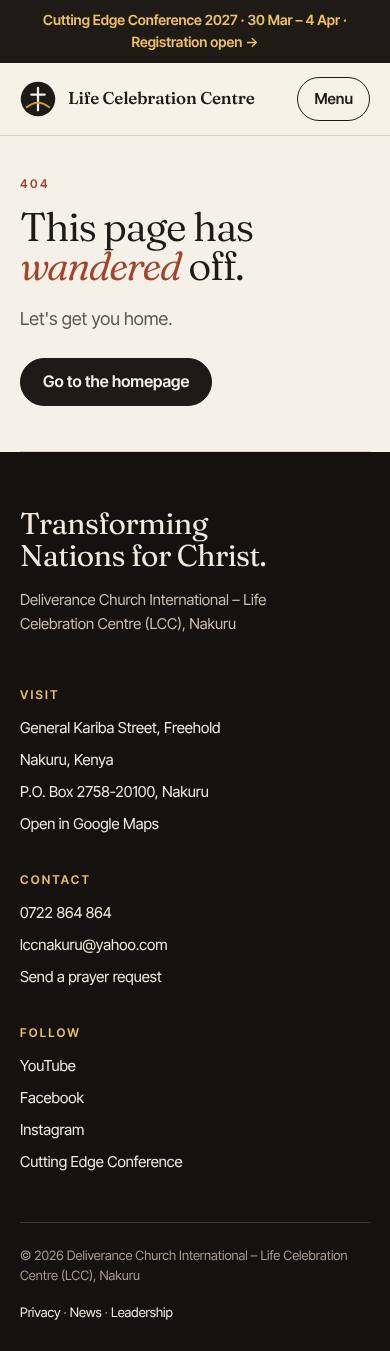 Cutting Edge Conference 2027 · 30 Mar – 4 Apr ·
Registration open →
Life Celebration Centre
Menu
404
This page has
wandered off.
Let's get you home.
Go to the homepage
Transforming
Nations for Christ.
Deliverance Church International – Life
Celebration Centre (LCC), Nakuru
VISIT
General Kariba Street, Freehold
Nakuru, Kenya
P.O. Box 2758-20100, Nakuru
Open in Google Maps
CONTACT
0722 864 864
lccnakuru@yahoo.com
Send a prayer request
FOLLOW
YouTube
Facebook
Instagram
Cutting Edge Conference
© 2026 Deliverance Church International – Life Celebration
Centre (LCC), Nakuru
Privacy · News · Leadership